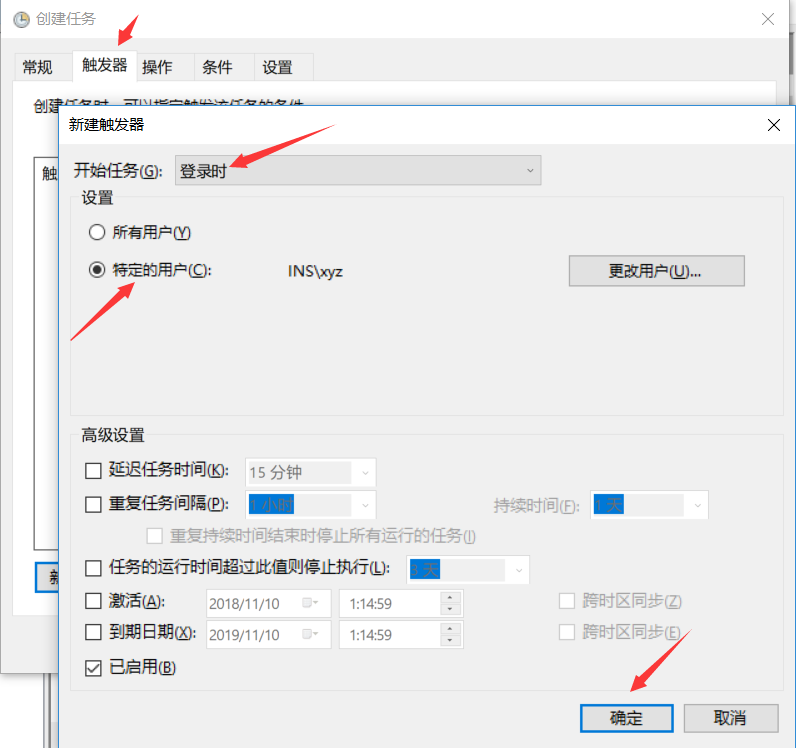 创建任务
常规 触发器 操作 条件 设置
创建任务时，可以指定触发该任务的条件
新建触发器
触
开始任务(G): 登录时
设置
所有用户(Y)
特定的用户(C): INS\xyz 更改用户(U)...
高级设置
延迟任务时间(K): 15 分钟
重复任务间隔(P): 1 小时 持续时间(F): 1 天
重复持续时间结束时停止所有运行的任务(I)
任务的运行时间超过此值则停止执行(L): 3 天
新
激活(A): 2018/11/10 1:14:59 跨时区同步(Z)
到期日期(X): 2019/11/10 1:14:59 跨时区同步(E)
已启用(B)
确定 取消